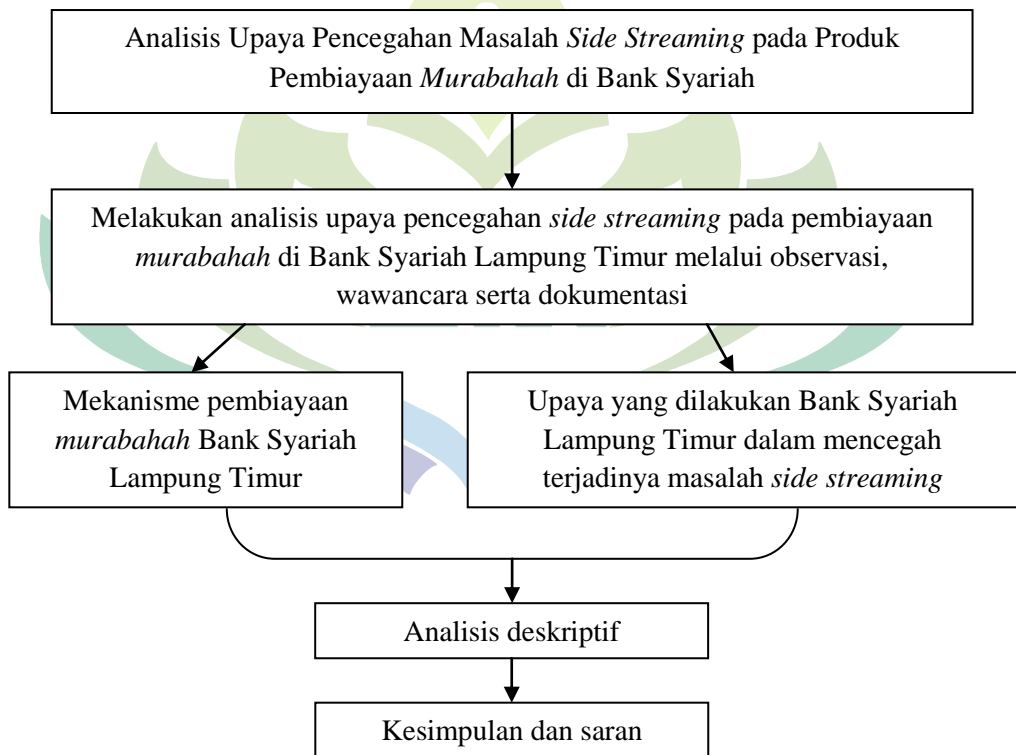 Analisis Upaya Pencegahan Masalah Side Streaming pada Produk
Pembiayaan Murabahah di Bank Syariah
Melakukan analisis upaya pencegahan side streaming pada pembiayaan
murabahah di Bank Syariah Lampung Timur melalui observasi,
wawancara serta dokumentasi
Mekanisme pembiayaan
murabahah Bank Syariah
Lampung Timur
Upaya yang dilakukan Bank Syariah
Lampung Timur dalam mencegah
terjadinya masalah side streaming
Analisis deskriptif
Kesimpulan dan saran